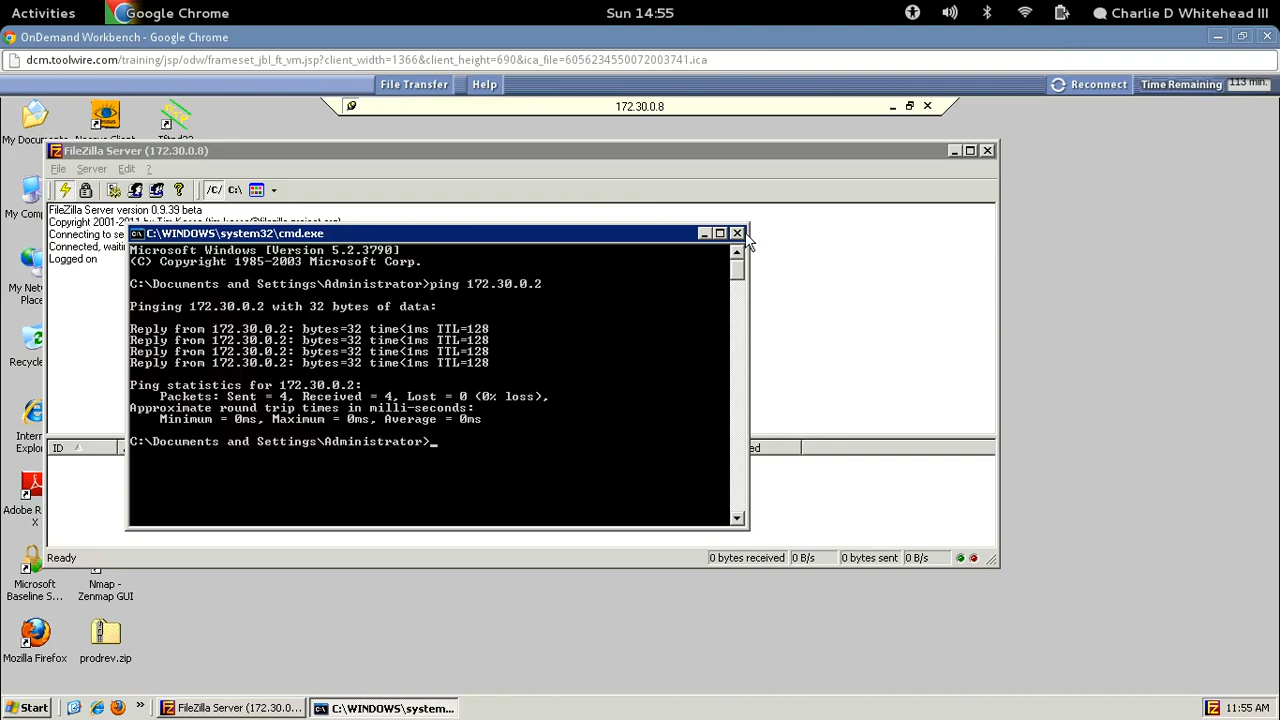 Activities
Google Chrome
Sun 14:55
Charlie D Whitehead III
OnDemand Workbench - Google Chrome
dcm.toolwire.com/training/jsp/odw/frameset_jbl_ft_vm.jsp?client_width=1366&client_height=690&ica_file=6056234550072003741.ica
File Transfer
Help
Reconnect
Time Remaining
113 min.
172.30.0.8
My Documents
FileZilla Server (172.30.0.8)
File Server Edit ?
/C/ C:\
FileZilla Server version 0.9.39 beta
Copyright 2001-2011 by
Connecting to se
Connected, waitin
Logged on
My Comp
Recycle
Intern
Explor
Adobe R
X
C:\WINDOWS\system32\cmd.exe
Microsoft Windows [Version 5.2.3790]
(C) Copyright 1985-2003 Microsoft Corp.
C:\Documents and Settings\Administrator>ping 172.30.0.2
Pinging 172.30.0.2 with 32 bytes of data:
Reply from 172.30.0.2: bytes=32 time<1ms TTL=128
Reply from 172.30.0.2: bytes=32 time<1ms TTL=128
Reply from 172.30.0.2: bytes=32 time<1ms TTL=128
Reply from 172.30.0.2: bytes=32 time<1ms TTL=128
Ping statistics for 172.30.0.2:
Packets: Sent = 4, Received = 4, Lost = 0 (0% loss),
Approximate round trip times in milli-seconds:
Minimum = 0ms, Maximum = 0ms, Average = 0ms
C:\Documents and Settings\Administrator>_
ID
ed
Ready
0 bytes received
0 B/s
0 bytes sent
0 B/s
Microsoft
Baseline S...
Nmap -
Zenmap GUI
Mozilla Firefox
prodrev.zip
Start
FileZilla Server (172.30.0...
C:\WINDOWS\system...
11:55 AM